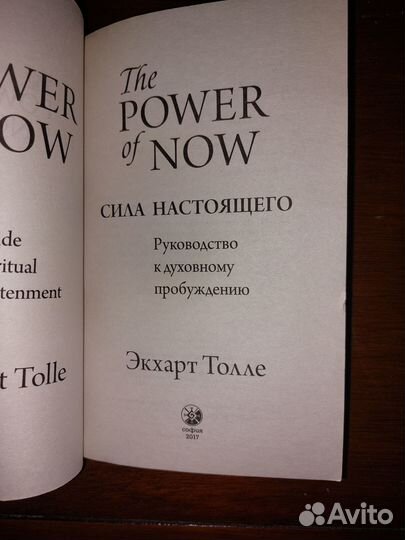 WER
OW
de
ritual
tenment
t Tolle
The
POWER
of NOW
СИЛА НАСТОЯЩЕГО
Руководство
к духовному
пробуждению
Экхарт Толле
СОФИЯ
2017
Avito